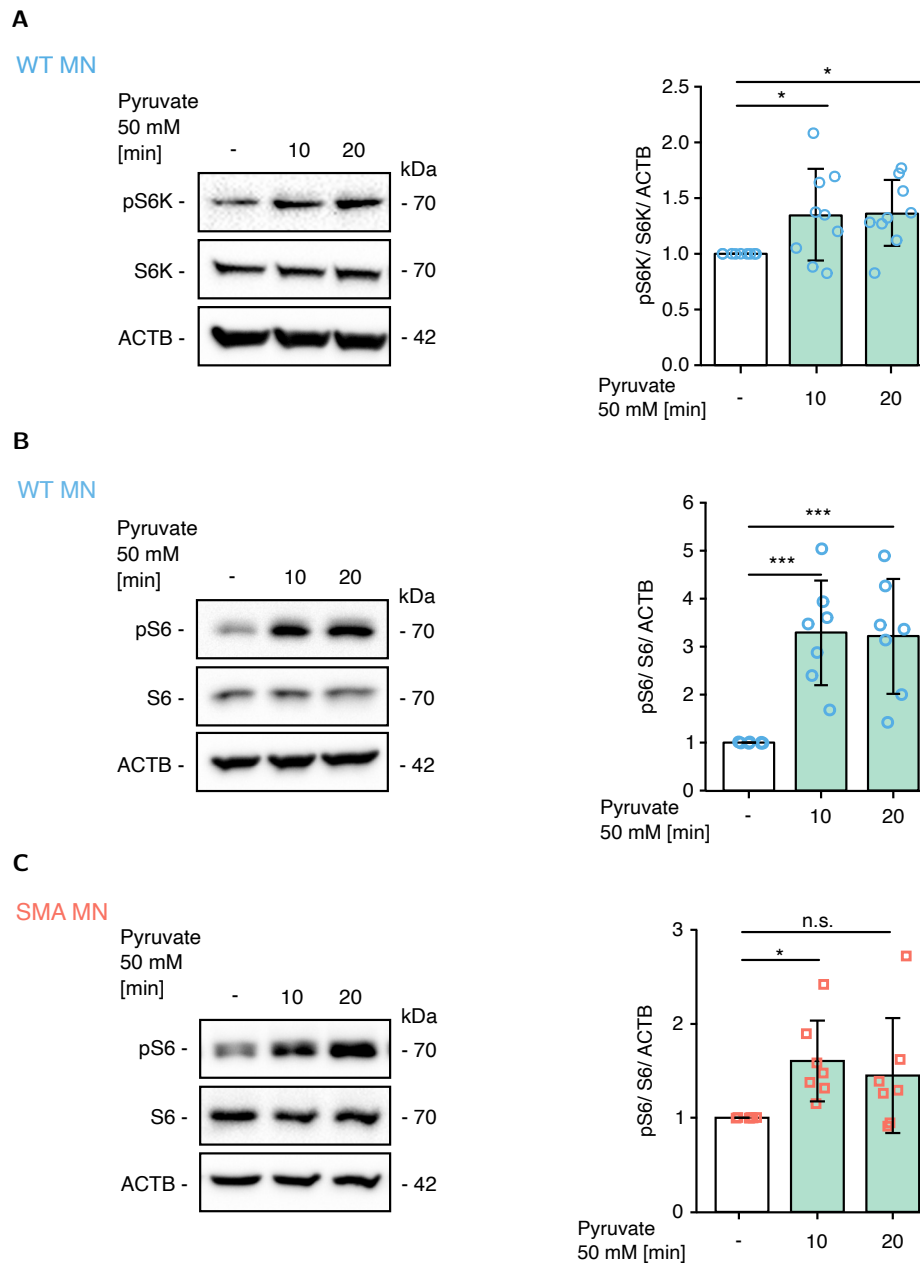 A
WT MN
Pyruvate
50 mM
[min]
- 10 20
kDa
pS6K - - 70
S6K - - 70
ACTB - - 42
*
*
pS6K/ S6K/ ACTB
2.5
2.0
1.5
1.0
0.5
0.0
Pyruvate
50 mM [min]
- 10 20
B
WT MN
Pyruvate
50 mM
[min]
- 10 20
kDa
pS6 - - 70
S6 - - 70
ACTB - - 42
***
***
pS6/ S6/ ACTB
6
5
4
3
2
1
0
Pyruvate
50 mM [min]
- 10 20
C
SMA MN
Pyruvate
50 mM
[min]
- 10 20
kDa
pS6 - - 70
S6 - - 70
ACTB - - 42
n.s.
*
pS6/ S6/ ACTB
3
2
1
0
Pyruvate
50 mM [min]
- 10 20